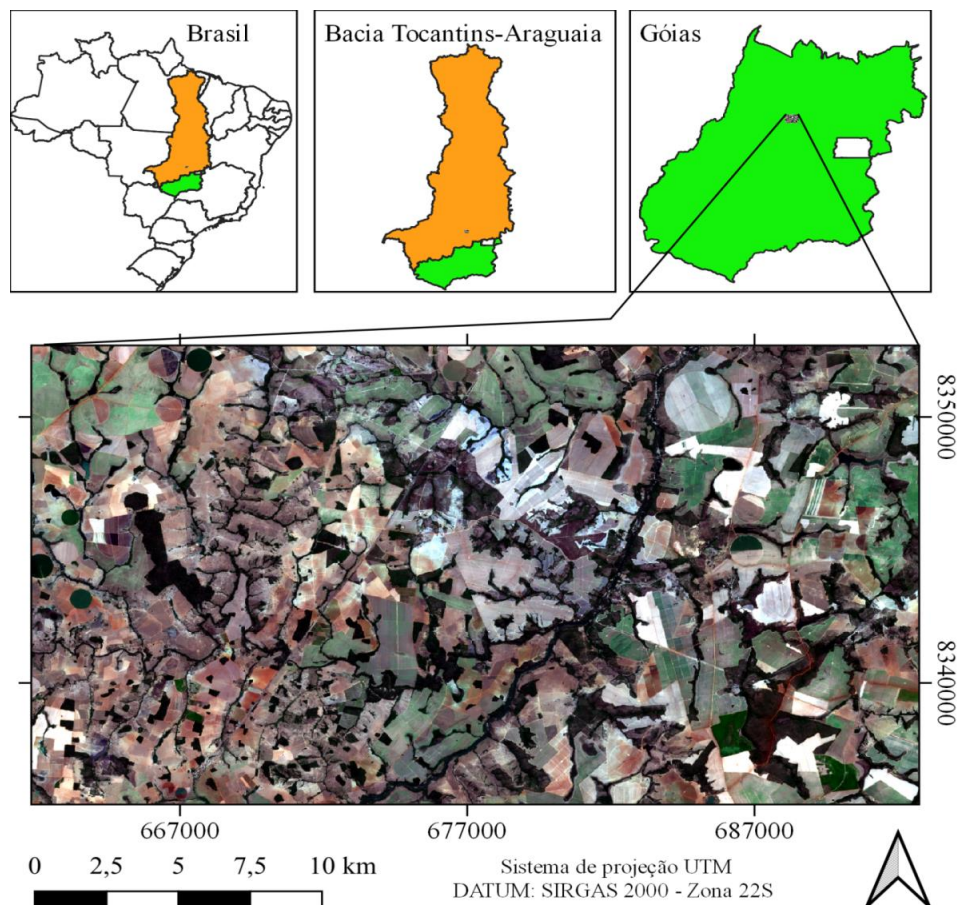 Brasil
Bacia Tocantins-Araguaia
Góias
8350000
8340000
667000
677000
687000
0 2,5 5 7,5 10 km
Sistema de projeção UTM
DATUM: SIRGAS 2000 - Zona 22S